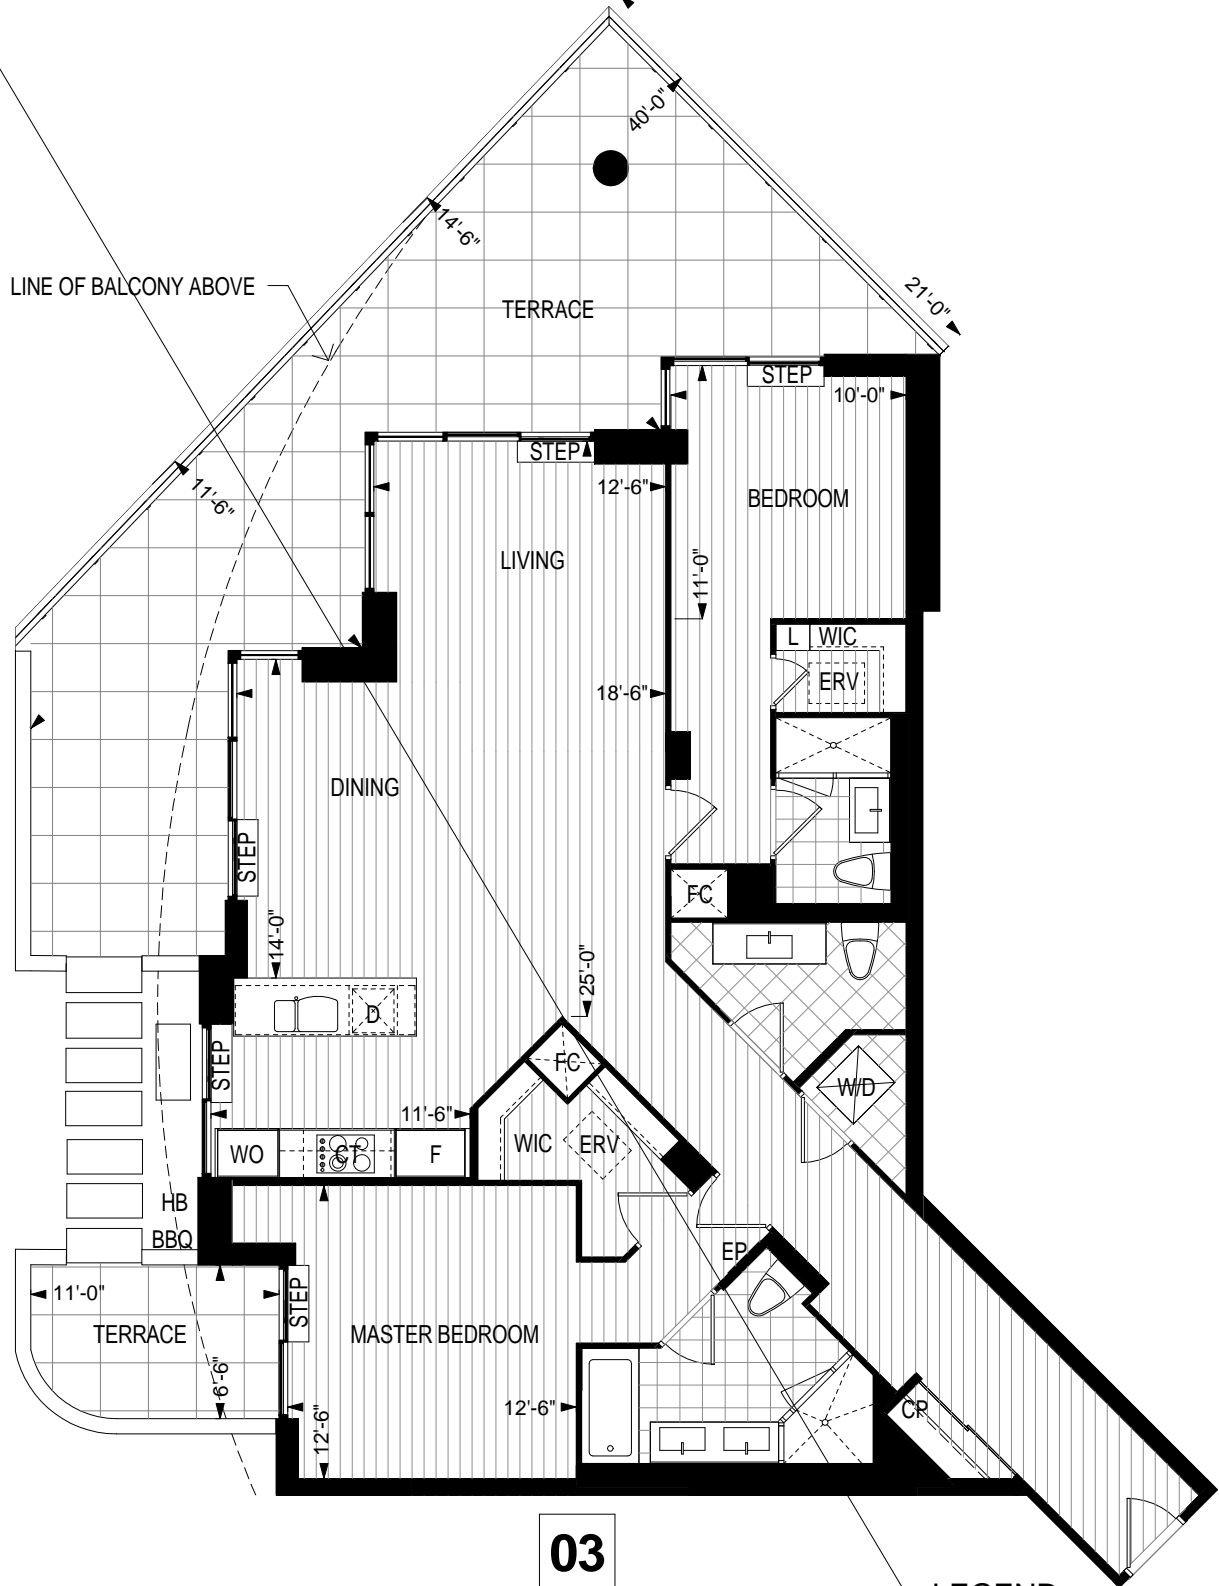 40'-0"
14'-6"
LINE OF BALCONY ABOVE
TERRACE
21'-0"
STEP
10'-0"
STEP
12'-6"
11'-6"
BEDROOM
LIVING
11'-0"
L WIC
ERV
18'-6"
DINING
STEP
FC
14'-0"
25'-0"
D
FC
STEP
W/D
11'-6"
WO
CT
F
WIC
ERV
HB
BBQ
EP
11'-0"
STEP
TERRACE
MASTER BEDROOM
6'-6"
12'-6"
12'-6"
CP
03
LEGEND